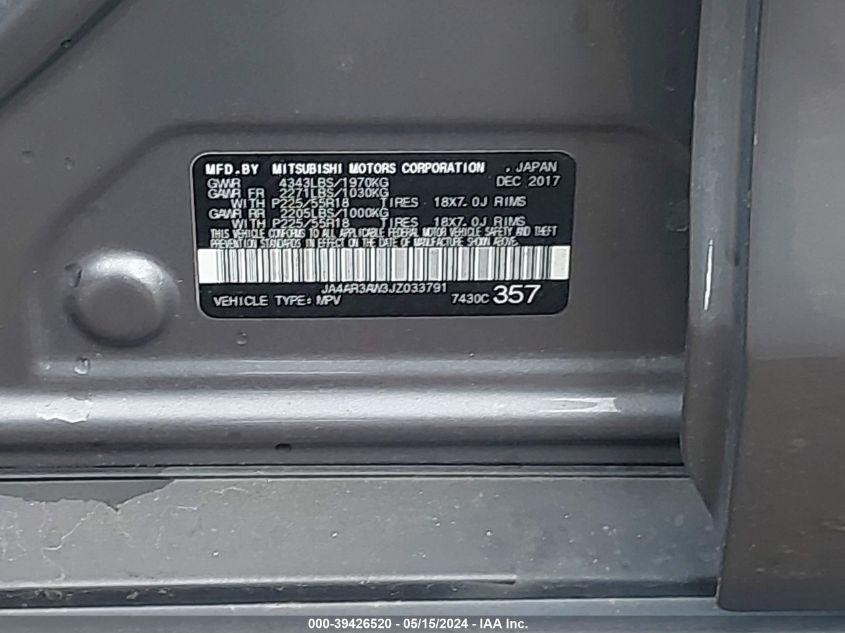 MFD.BY MITSUBISHI MOTORS CORPORATION , JAPAN
GVWR 4343LBS/1970KG DEC 2017
GAWR FR 2271LBS/1030KG
WITH P225/55R18 TIRES 18X7.0J RIMS
GAWR RR 2205LBS/1000KG
WITH P225/55R18 TIRES 18X7.0J RIMS
THIS VEHICLE CONFORMS TO ALL APPLICABLE FEDERAL MOTOR VEHICLE SAFETY AND THEFT
PREVENTION STANDARDS IN EFFECT ON THE DATE OF MANUFACTURE SHOWN ABOVE.
JA4AR3AW3JZ033791
VEHICLE TYPE: MPV 7430C 357
000-39426520 - 05/15/2024 - IAA Inc.